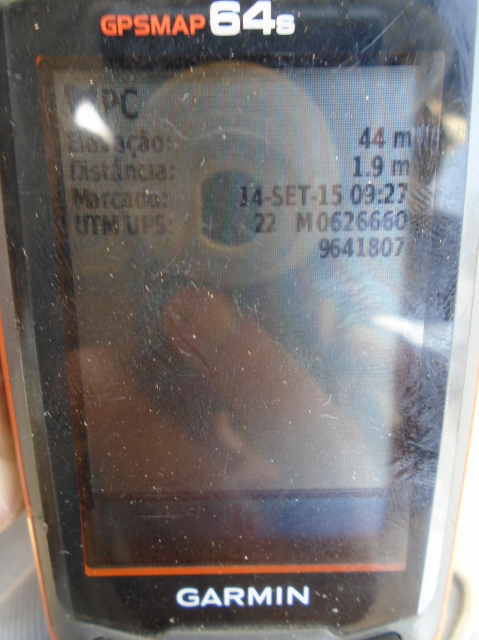 GPSMAP 64s
PC
Elevação: 44 m
Distância: 1.9 m
Marcado: 14-SET-15 09:27
UTM UPS: 22 M 0626660
9641807
GARMIN